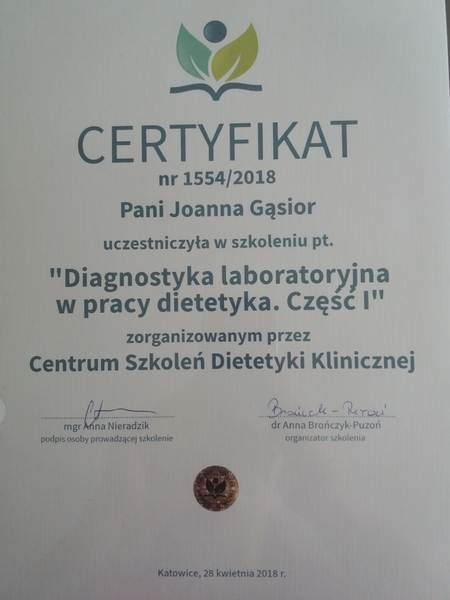 CERTYFIKAT
nr 1554/2018
Pani Joanna Gąsior
uczestniczyła w szkoleniu pt.
"Diagnostyka laboratoryjna
w pracy dietetyka. Część I"
zorganizowanym przez
Centrum Szkoleń Dietetyki Klinicznej
mgr Anna Nieradzik
podpis osoby prowadzącej szkolenie
dr Anna Brończyk-Puzoń
organizator szkolenia
Katowice, 28 kwietnia 2018 r.